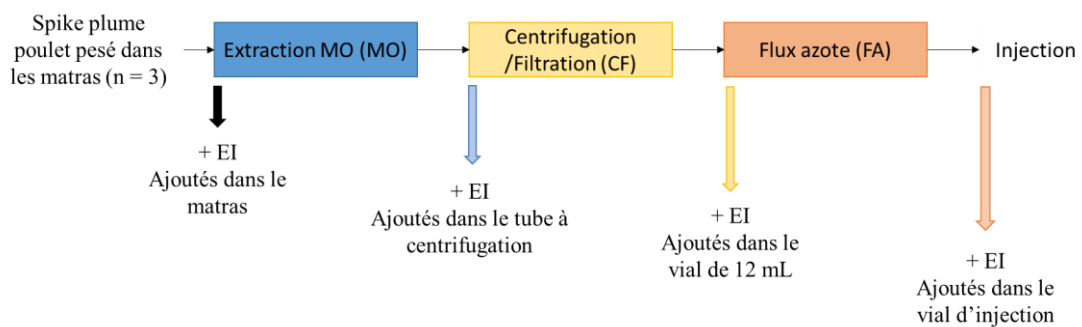 Spike plume
poulet pesé dans
les matras (n = 3)
Extraction MO (MO)
Centrifugation
/Filtration (CF)
Flux azote (FA)
Injection
+ EI
Ajoutés dans le
matras
+ EI
Ajoutés dans le tube à
centrifugation
+ EI
Ajoutés dans le
vial de 12 mL
+ EI
Ajoutés dans le
vial d'injection